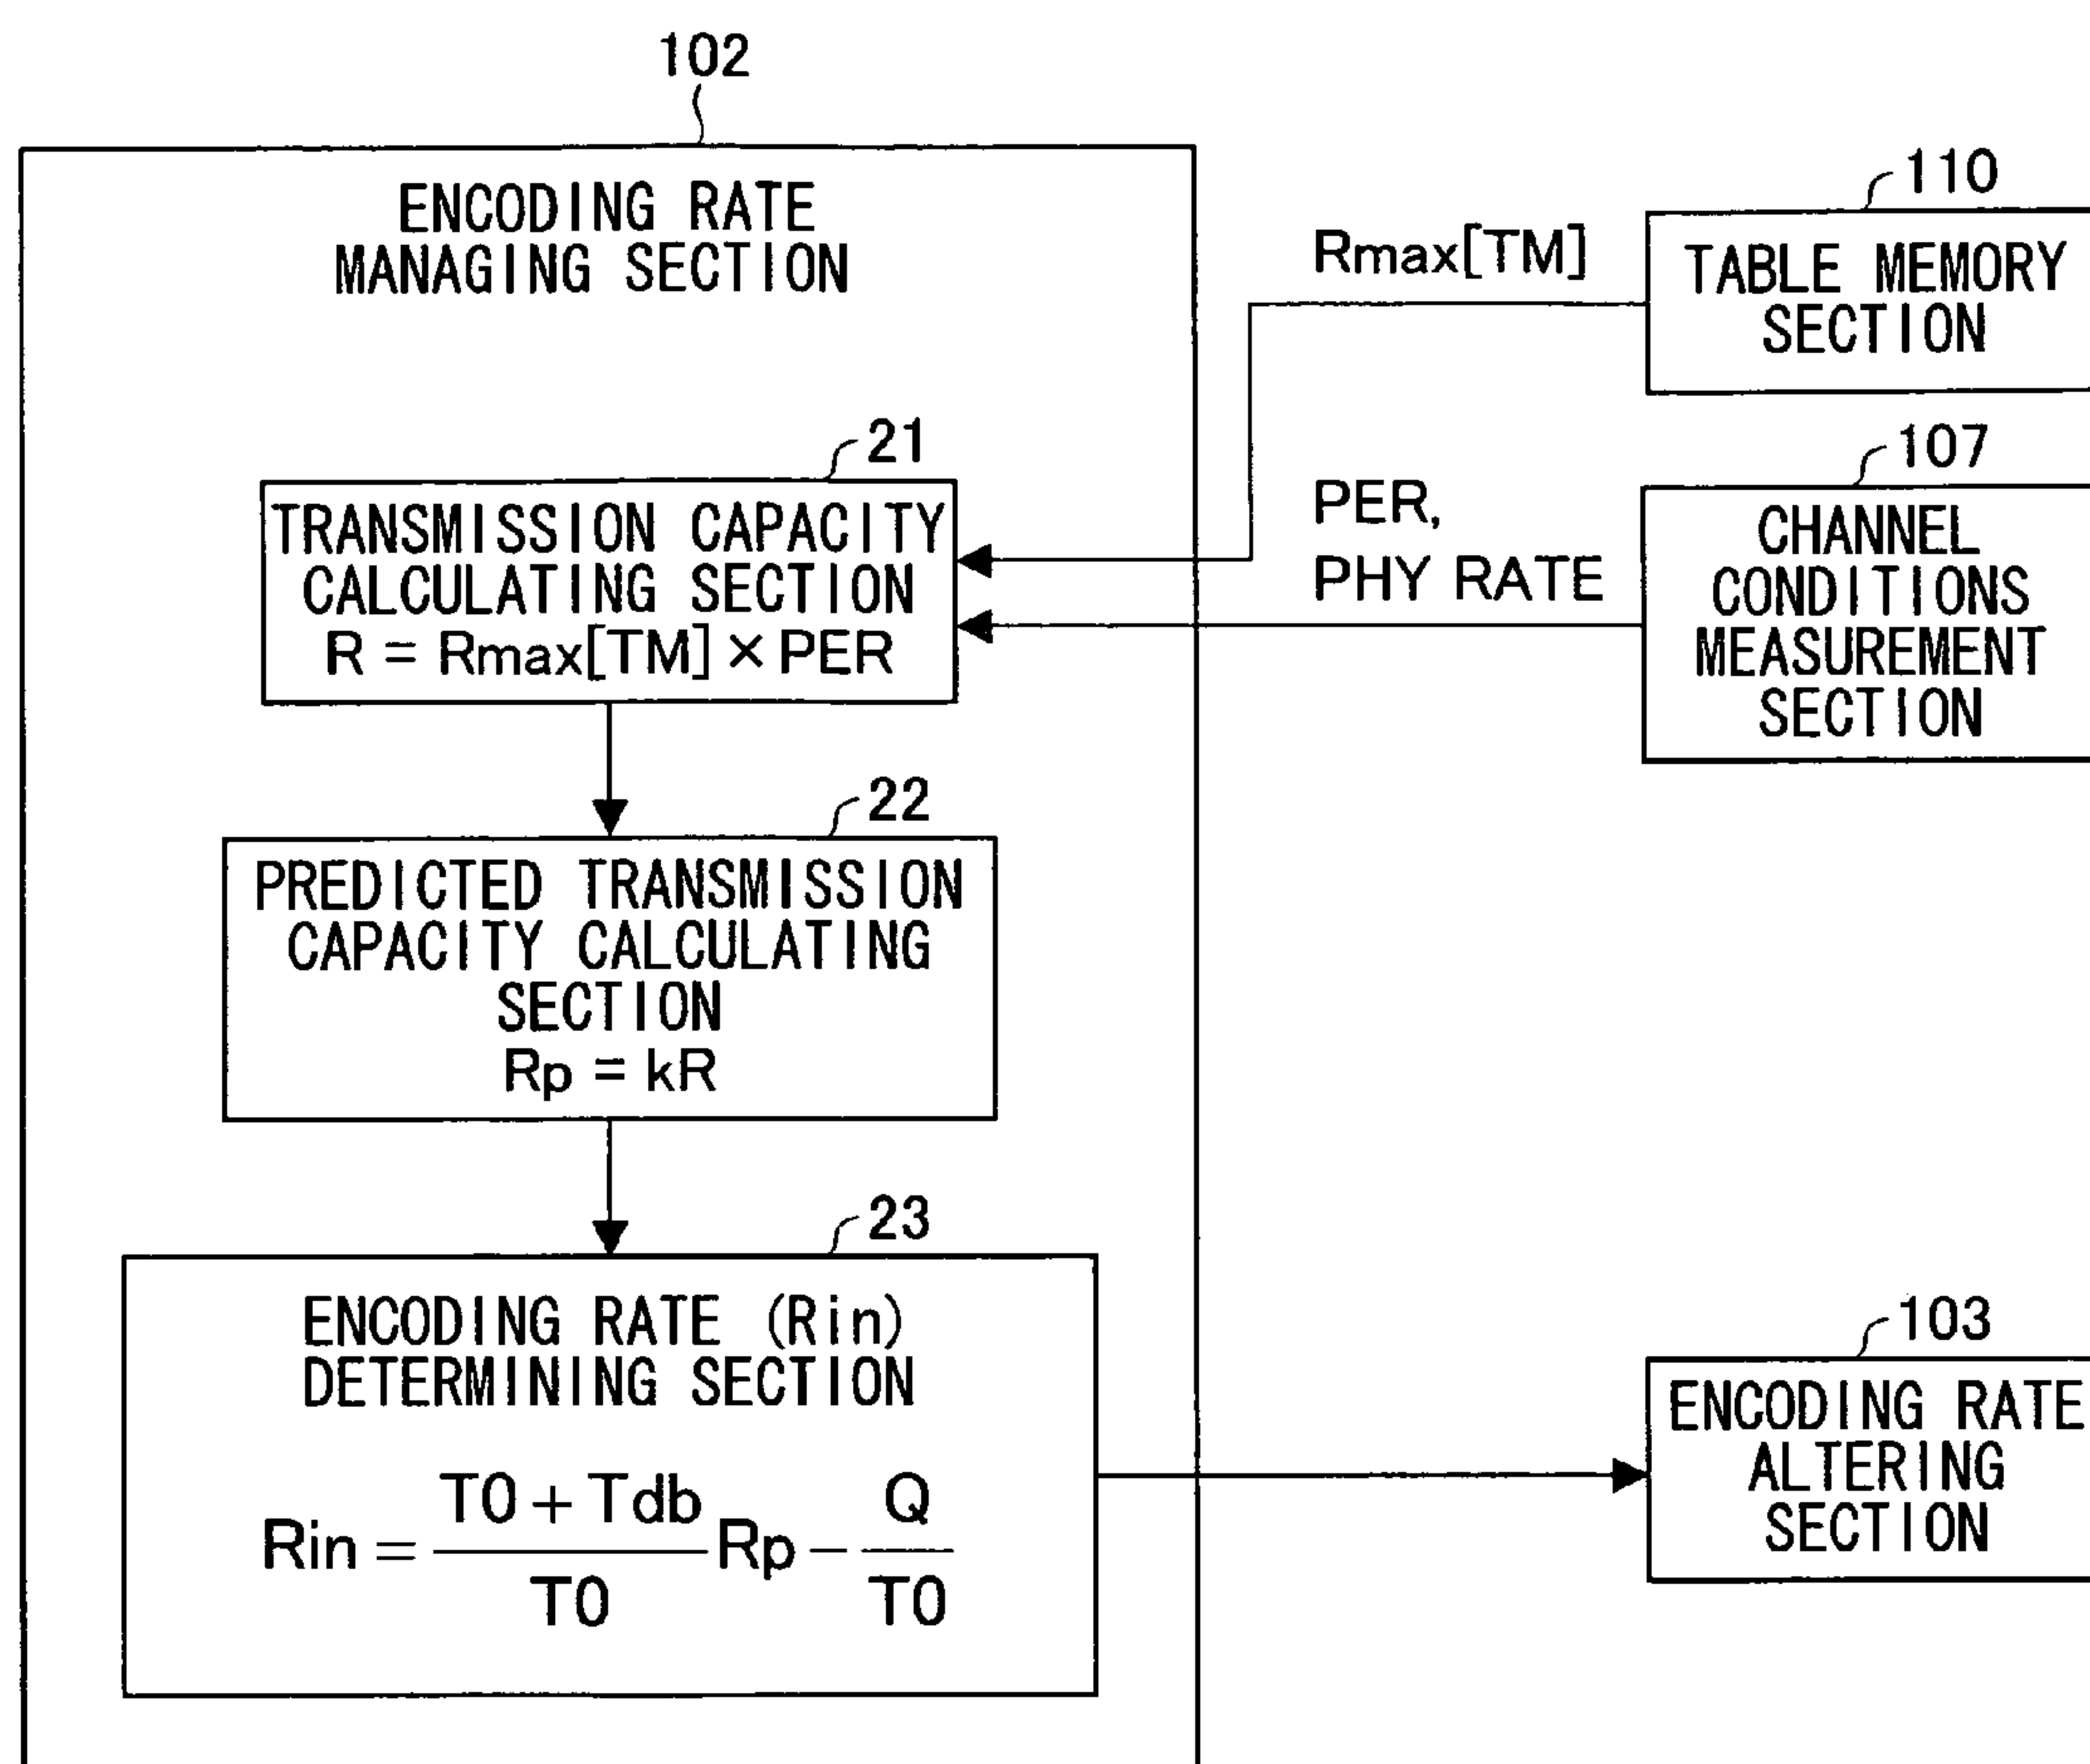 102
ENCODING RATE
MANAGING SECTION
110
Rmax[TM]
TABLE MEMORY
SECTION
21
TRANSMISSION CAPACITY
CALCULATING SECTION
R = Rmax[TM] × PER
PER,
PHY RATE
107
CHANNEL
CONDITIONS
MEASUREMENT
SECTION
22
PREDICTED TRANSMISSION
CAPACITY CALCULATING
SECTION
Rp = kR
23
ENCODING RATE (Rin)
DETERMINING SECTION
T0 + Tdb Q
Rin = Rp -
T0 T0
103
ENCODING RATE
ALTERING
SECTION